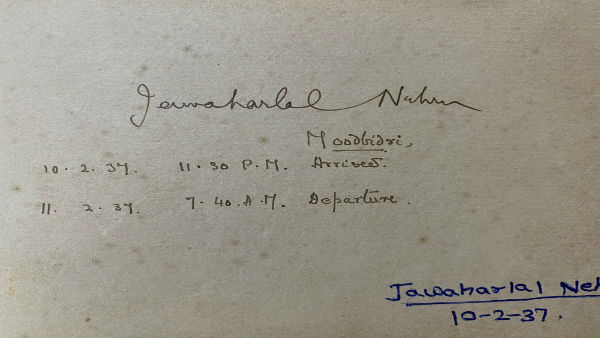 Jawaharlal Nehru
Moodbidri,
10. 2. 37. 11. 30 P.M. Arrived.
11. 2. 37. 7. 40. A.M. Departure.
Jawaharlal Neh
10-2-37.